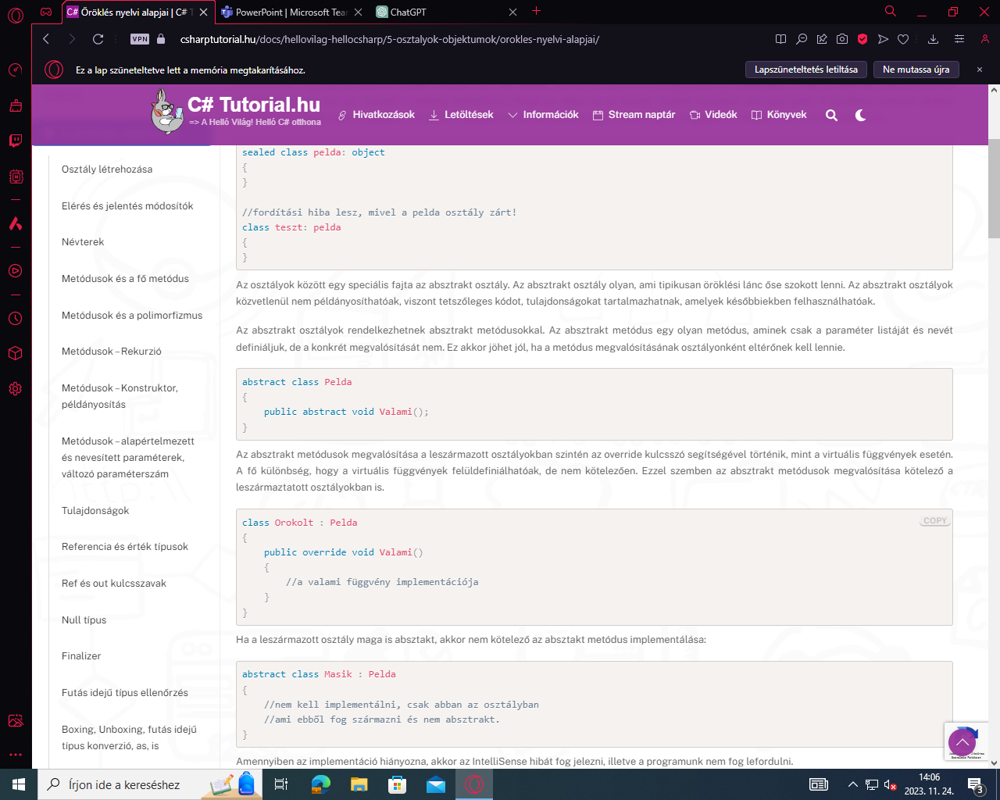 Öröklés nyelvi alapjai | C# T
PowerPoint | Microsoft Tear
ChatGPT
VPN
csharptutorial.hu/docs/hellovilag-hellocsharp/5-osztalyok-objektumok/orokles-nyelvi-alapjai/
Ez a lap szüneteltetve lett a memória megtakarításához.
Lapszüneteltetés letiltása
Ne mutassa újra
C# Tutorial.hu
=> A Helló Világ! Helló C# otthona
Hivatkozások
Letöltések
Információk
Stream naptár
Videók
Könyvek
Osztály létrehozása
Elérés és jelentés módosítók
Névterek
Metódusok és a fő metódus
Metódusok és a polimorfizmus
Metódusok – Rekurzió
Metódusok – Konstruktor,
példányosítás
Metódusok – alapértelmezett
és nevesített paraméterek,
változó paraméterszám
Tulajdonságok
Referencia és érték típusok
Ref és out kulcsszavak
Null típus
Finalizer
Futás idejű típus ellenőrzés
Boxing, Unboxing, futás idejű
típus konverzió, as, is
sealed class pelda: object
{
}
//fordítási hiba lesz, mivel a pelda osztály zárt!
class teszt: pelda
{
}
Az osztályok között egy speciális fajta az absztrakt osztály. Az absztrakt osztály olyan, ami tipikusan öröklési lánc őse szokott lenni. Az absztrakt osztályok
közvetlenül nem példányosíthatóak, viszont tetszőleges kódot, tulajdonságokat tartalmazhatnak, amelyek későbbiekben felhasználhatóak.
Az absztrakt osztályok rendelkezhetnek absztrakt metódusokkal. Az absztrakt metódus egy olyan metódus, aminek csak a paraméter listáját és nevét
definiáljuk, de a konkrét megvalósítását nem. Ez akkor jöhet jól, ha a metódus megvalósításának osztályonként eltérőnek kell lennie.
abstract class Pelda
{
public abstract void Valami();
}
Az absztrakt metódusok megvalósítása a leszármazott osztályokban szintén az override kulcsszó segítségével történik, mint a virtuális függvények esetén.
A fő különbség, hogy a virtuális függvények felüldefiniálhatóak, de nem kötelezően. Ezzel szemben az absztrakt metódusok megvalósítása kötelező a
leszármaztatott osztályokban is.
COPY
class Orokolt : Pelda
{
public override void Valami()
{
//a valami függvény implementációja
}
}
Ha a leszármazott osztály maga is absztakt, akkor nem kötelező az absztakt metódus implementálása:
abstract class Masik : Pelda
{
//nem kell implementálni, csak abban az osztályban
//ami ebből fog származni és nem absztrakt.
}
Amennyiben az implementáció hiányozna, akkor az IntelliSense hibát fog jelezni, illetve a programunk nem fog lefordulni.
Írjon ide a kereséshez
14:06
2023. 11. 24.
3